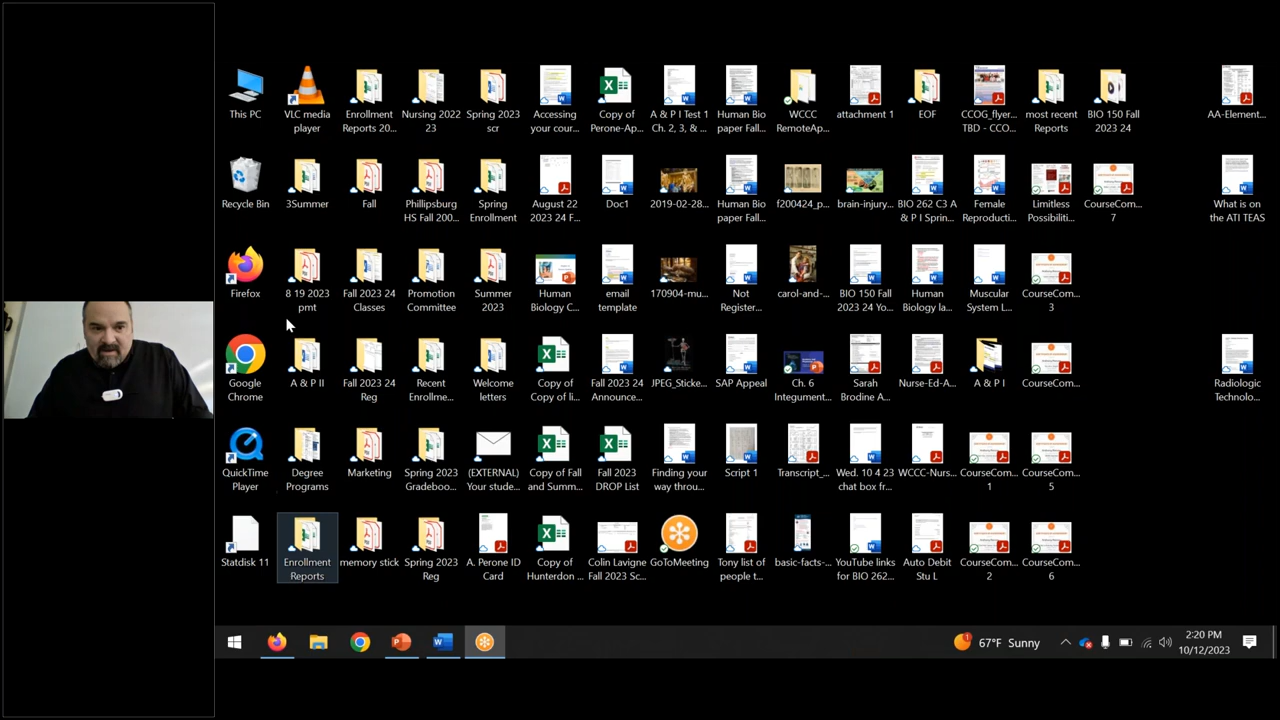 This PC
VLC media
player
Enrollment
Reports 20...
Nursing 2022
23
Spring 2023
scr
Accessing
your cour...
Copy of
Perone-Ap...
A & P I Test 1
Ch. 2, 3, & ...
Human Bio
paper Fall...
WCCC
RemoteAp...
attachment 1
EOF
CCOG_flyer...
TBD - CCO...
most recent
Reports
BIO 150 Fall
2023 24
AA-Element...
Recycle Bin
3Summer
Fall
Phillipsburg
HS Fall 200...
Spring
Enrollment
August 22
2023 24 F...
Doc1
2019-02-28...
Human Bio
paper Fall...
f200424_p...
brain-injury...
BIO 262 C3 A
& P I Sprin...
Female
Reproducti...
Limitless
Possibiliti...
CourseCom...
7
What is on
the ATI TEAS
Firefox
8 19 2023
pmt
Fall 2023 24
Classes
Promotion
Committee
Summer
2023
Human
Biology C...
email
template
170904-mu...
Not
Register...
carol-and-...
BIO 150 Fall
2023 24 Yo...
Human
Biology la...
Muscular
System L...
CourseCom...
3
Google
Chrome
A & P II
Fall 2023 24
Reg
Recent
Enrollme...
Welcome
letters
Copy of
Copy of li...
Fall 2023 24
Announce...
JPEG_Sticke...
SAP Appeal
Ch. 6
Integument...
Sarah
Brodine A...
Nurse-Ed-A...
A & P I
CourseCom...
Radiologic
Technolo...
QuickTime
Player
Degree
Programs
Marketing
Spring 2023
Gradeboo...
(EXTERNAL)
Your stude...
Copy of Fall
and Summ...
Fall 2023
DROP List
Finding your
way throu...
Script 1
Transcript_...
Wed. 10 4 23
chat box fr...
WCCC-Nurs...
CourseCom...
1
CourseCom...
5
Statdisk 11
Enrollment
Reports
memory stick
Spring 2023
Reg
A. Perone ID
Card
Copy of
Hunterdon ...
Colin Lavigne
Fall 2023 Sc...
GoToMeeting
Tony list of
people t...
basic-facts-...
YouTube links
for BIO 262...
Auto Debit
Stu L
CourseCom...
2
CourseCom...
6
67°F Sunny
2:20 PM
10/12/2023